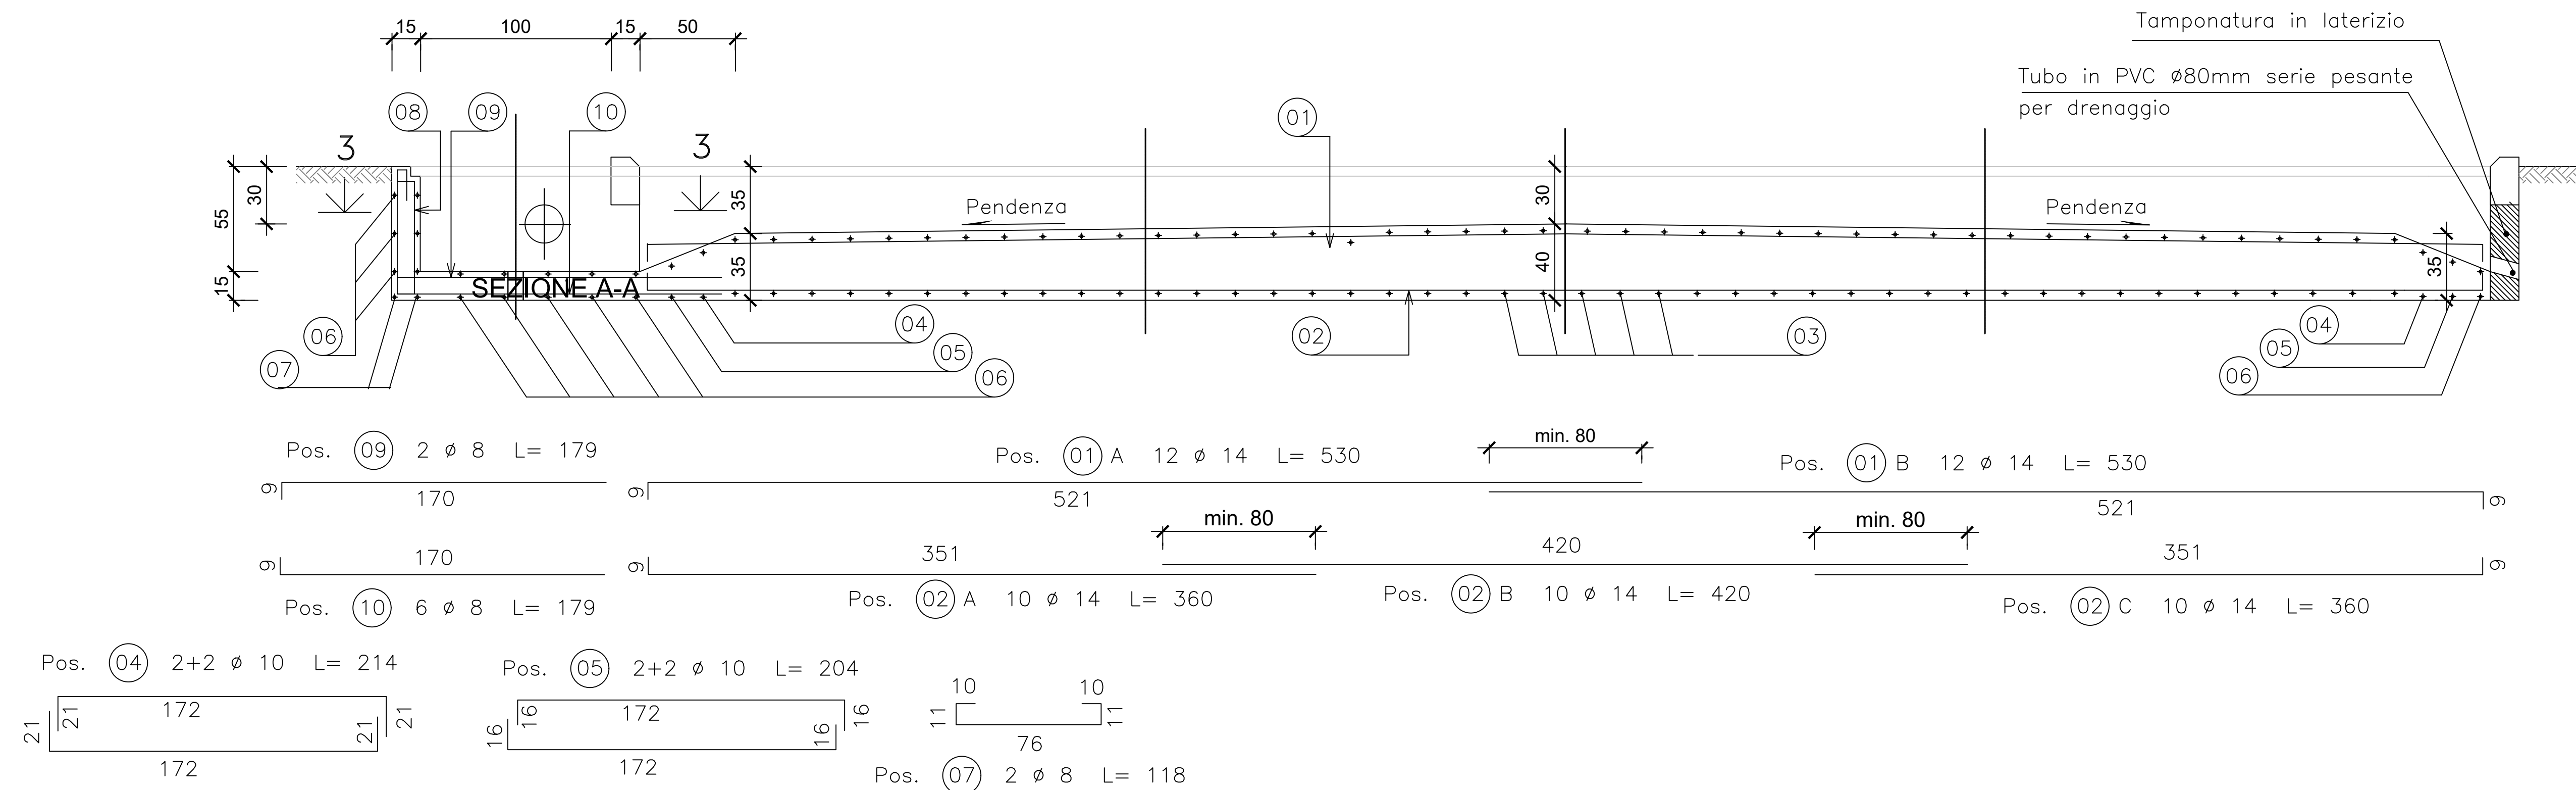 15 100 15 50
Tamponatura in laterizio
Tubo in PVC ø80mm serie pesante
per drenaggio
08 09 10 01
3 3
55 30 35 30
Pendenza Pendenza
15 35 40 35
SEZIONE A-A
06 04 02 03 04
07 05 05
06 06
Pos. 09 2 ø 8 L= 179
9 170
Pos. 01 A 12 ø 14 L= 530
min. 80
9 521
Pos. 01 B 12 ø 14 L= 530
521 9
min. 80 min. 80
9 170
Pos. 10 6 ø 8 L= 179
9 351
Pos. 02 A 10 ø 14 L= 360
420
Pos. 02 B 10 ø 14 L= 420
351 9
Pos. 02 C 10 ø 14 L= 360
Pos. 04 2+2 ø 10 L= 214
21 172 21
21 172 21
Pos. 05 2+2 ø 10 L= 204
16 172 16
16 172 16
10 10
11 76 11
Pos. 07 2 ø 8 L= 118